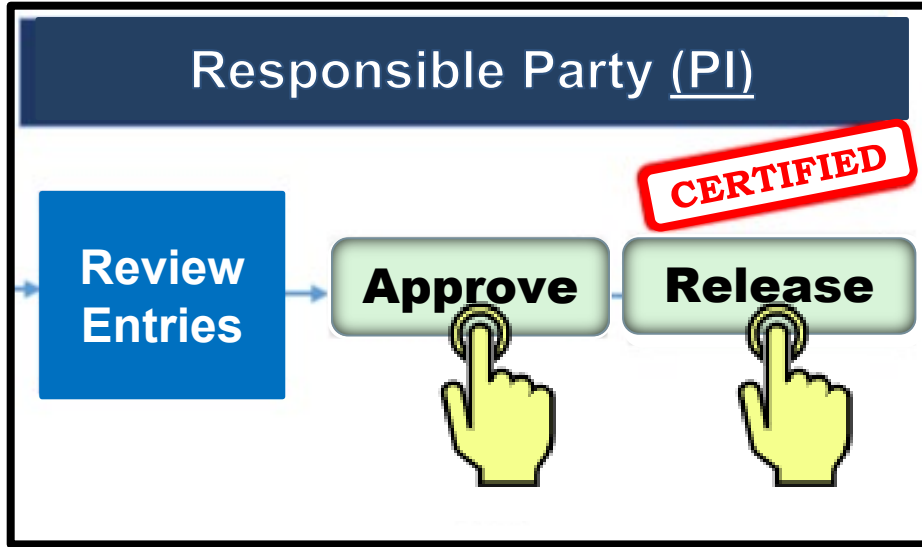 Responsible Party (PI)
CERTIFIED
Review
Entries
Approve
Release